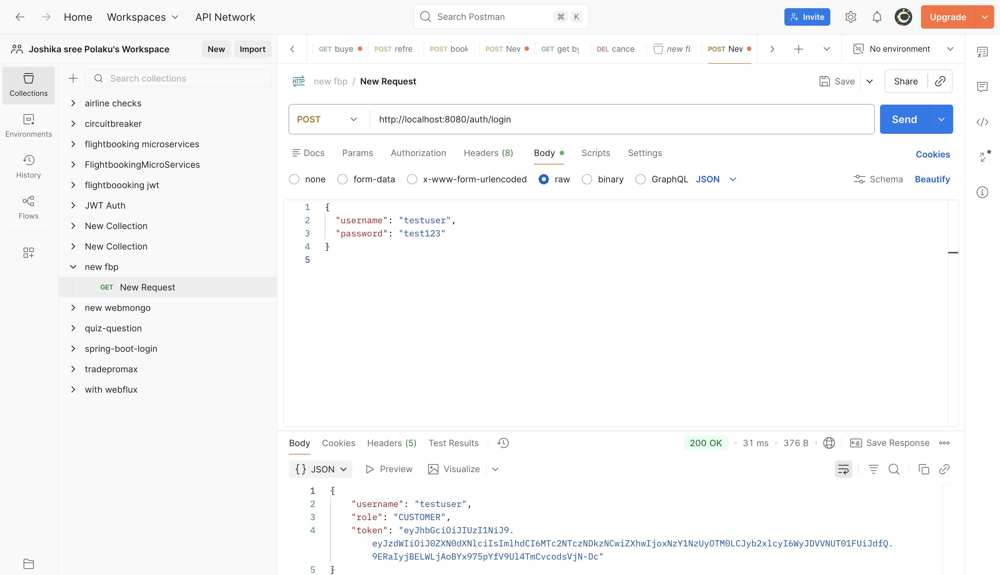 Home Workspaces API Network Search Postman ⌘ K Invite Upgrade
Joshika sree Polaku's Workspace New Import
GET buye POST refre POST book POST New GET get by DEL cance new fb POST New No environment
Collections
Environments
History
Flows
Search collections
airline checks
circuitbreaker
flightbooking microservices
FlightbookingMicroServices
flightboooking jwt
JWT Auth
New Collection
New Collection
new fbp
GET New Request
new webmongo
quiz-question
spring-boot-login
tradepromax
with webflux
HTTP new fbp / New Request Save Share
POST http://localhost:8080/auth/login Send
Docs Params Authorization Headers (8) Body Scripts Settings Cookies
none form-data x-www-form-urlencoded raw binary GraphQL JSON Schema Beautify
1 {
2 "username": "testuser",
3 "password": "test123"
4 }
5
Body Cookies Headers (5) Test Results 200 OK • 31 ms • 376 B • e.g. Save Response
{} JSON Preview Visualize
1 {
2 "username": "testuser",
3 "role": "CUSTOMER",
4 "token": "eyJhbGciOiJIUzI1NiJ9.
eyJzdWIiOiJ0ZXN0dXNlciIsImlhdCI6MTc2NTczNDkzNCwiZXhwIjoxNzY1NzUyOTM0LCJyb2xlcyI6WyJDVVNUT01FUiJdfQ.
9ERaIyjBELWLjAoBYx975pYfV9Ul4TmCvcodsVjN-Dc"
5 }